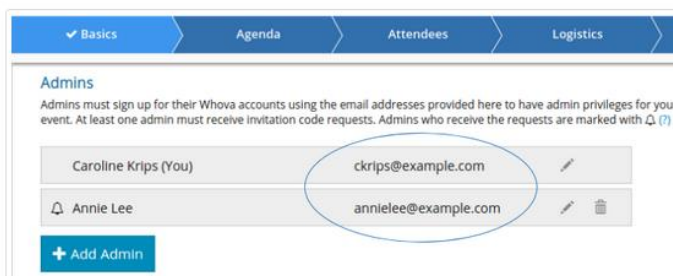 ✔ Basics
Agenda
Attendees
Logistics
Admins
Admins must sign up for their Whova accounts using the email addresses provided here to have admin privileges for you
event. At least one admin must receive invitation code requests. Admins who receive the requests are marked with 🔔 (?)
Caroline Krips (You) ckrips@example.com
Annie Lee annielee@example.com
+ Add Admin